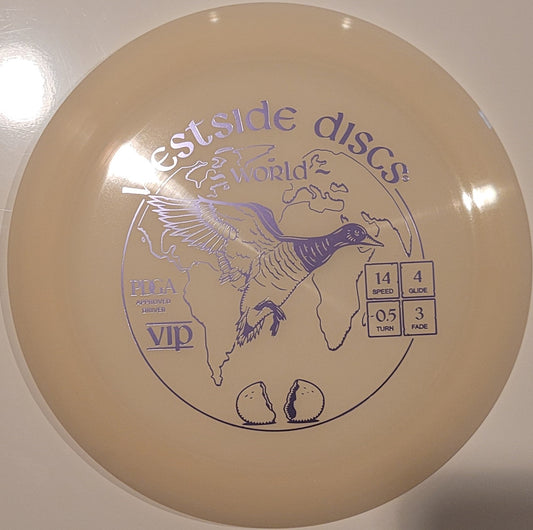 Westside discs
World
PDGA
APPROVED
DRIVER
VIP
14
SPEED
4
GLIDE
-0.5
TURN
3
FADE